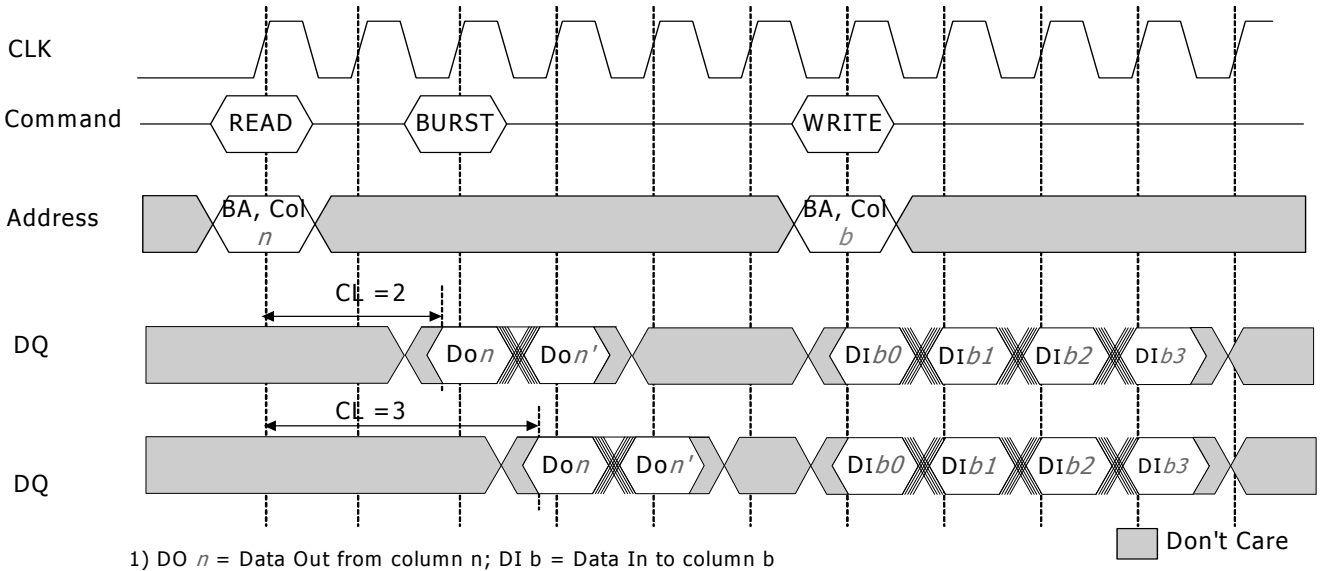 CLK
Command READ BURST WRITE
Address BA, Col BA, Col
n b
CL =2
DQ Don Don' DIb0 DIb1 DIb2 DIb3
CL =3
DQ Don Don' DIb0 DIb1 DIb2 DIb3
Don't Care
1) DO n = Data Out from column n; DI b = Data In to column b